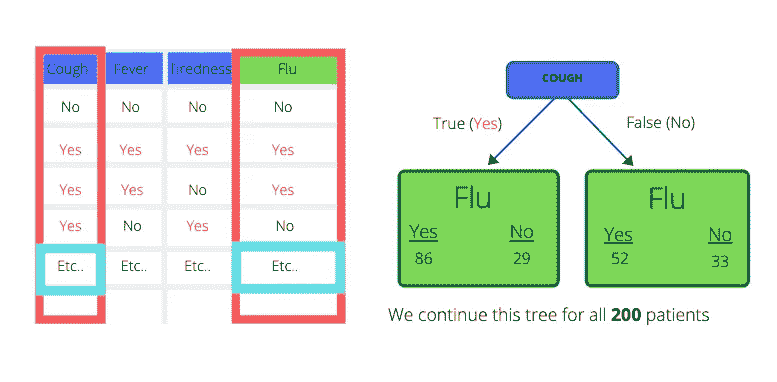 Cough Fever Tiredness Flu
No No No No
Yes Yes Yes Yes
Yes Yes No Yes
Yes No Yes No
Etc.. Etc.. Etc.. Etc..
COUGH
True (Yes) False (No)
Flu Flu
Yes No Yes No
86 29 52 33
We continue this tree for all 200 patients